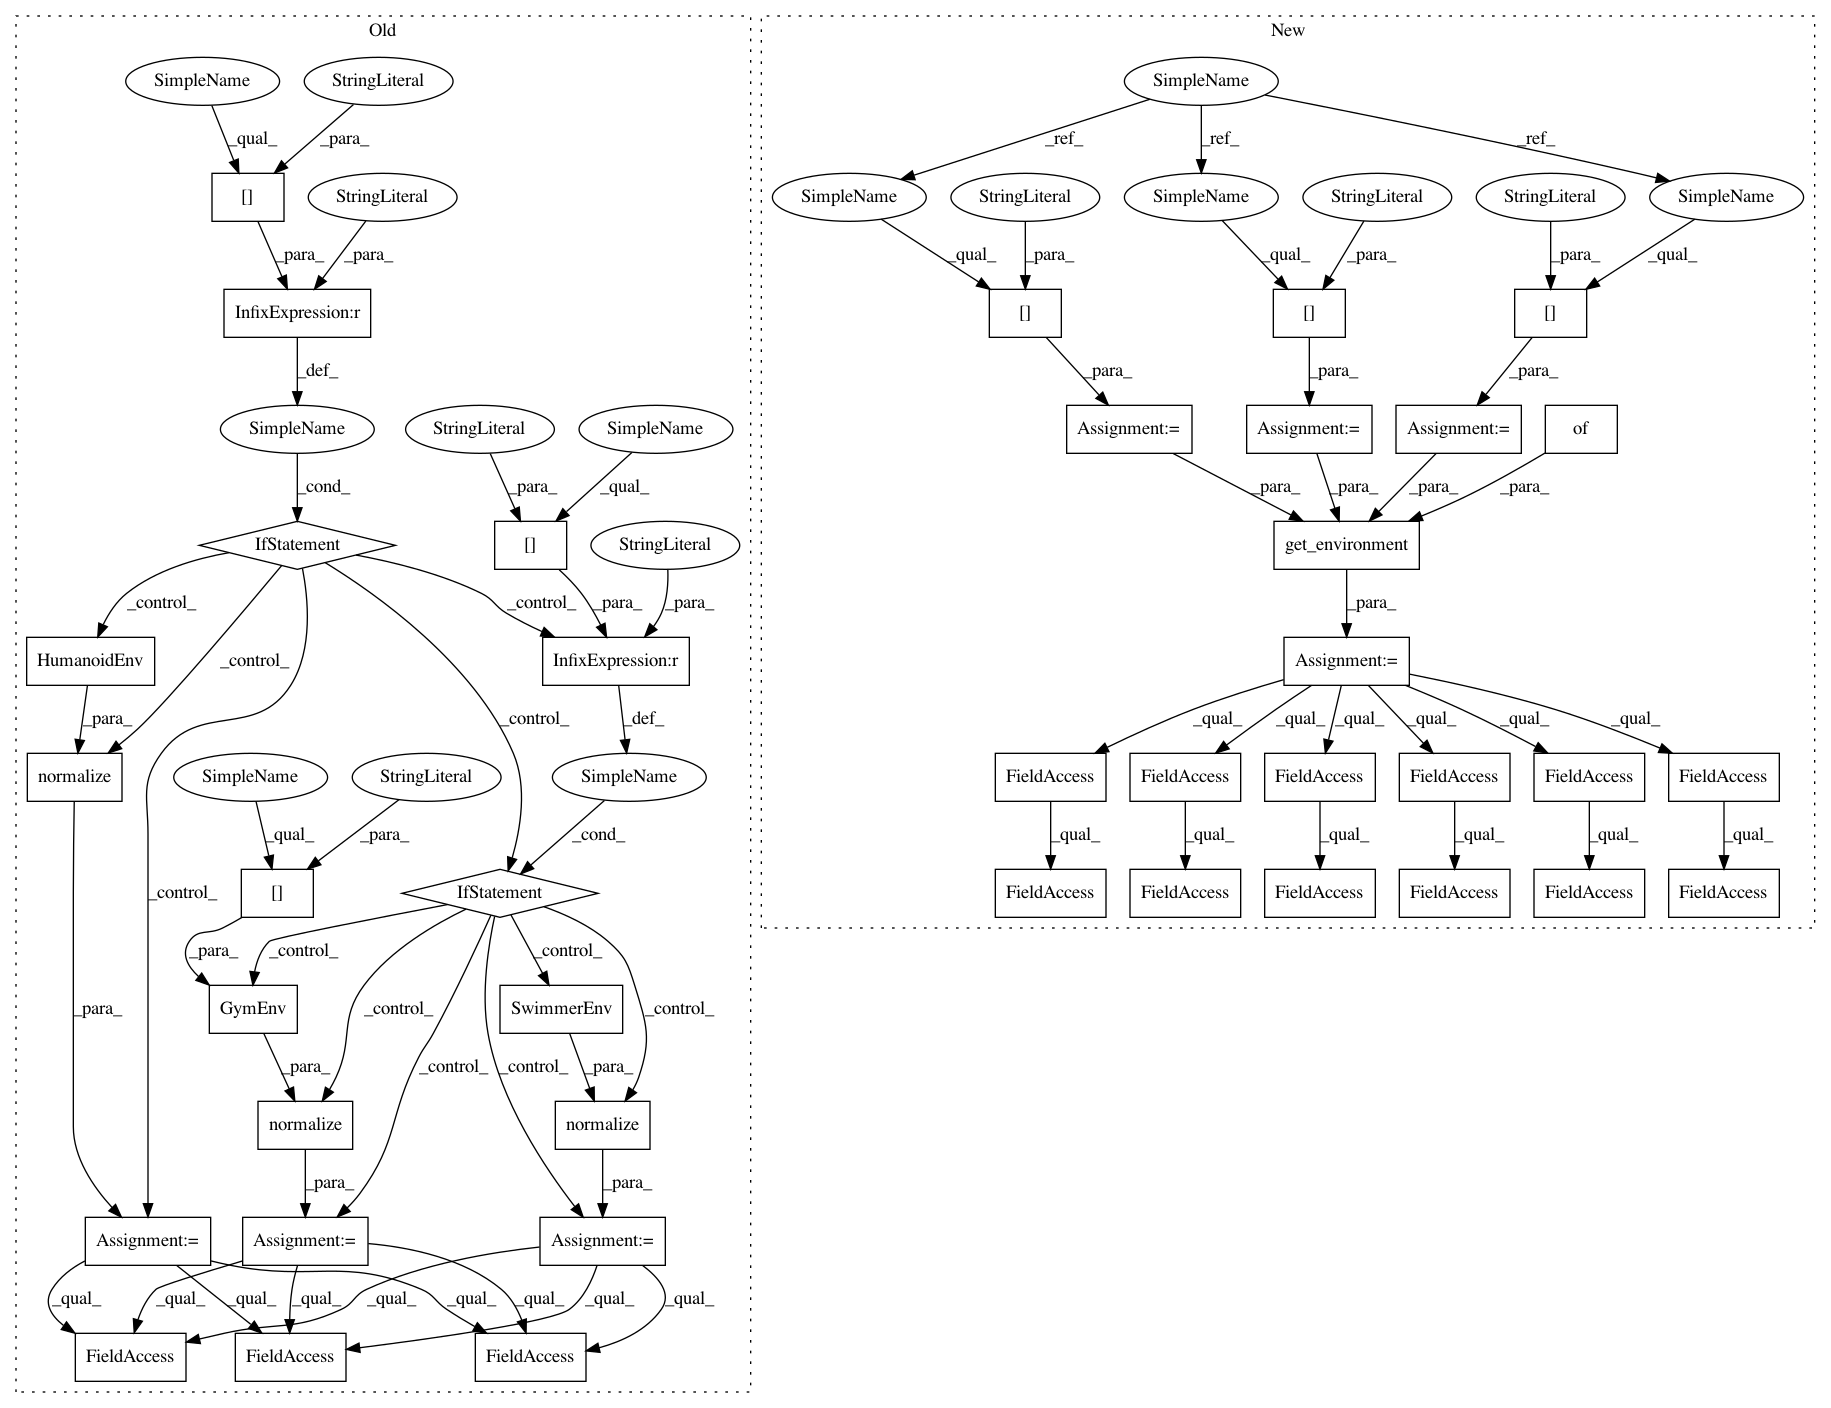 Old
New
SimpleName
StringLiteral
SimpleName
_qual_
_para_
_ref_
_ref_
_ref_
[]
StringLiteral
SimpleName
StringLiteral
SimpleName
StringLiteral
StringLiteral
SimpleName
_para_
_para_
_qual_
_para_
_qual_
_para_
_para_
_qual_
InfixExpression:r
[]
[]
[]
_def_
_para_
_para_
_para_
SimpleName
StringLiteral
SimpleName
Assignment:=
Assignment:=
Assignment:=
of
_cond_
_para_
_qual_
_para_
_para_
_para_
_para_
IfStatement
[]
StringLiteral
get_environment
_control_
_control_
_para_
_para_
_para_
HumanoidEnv
_control_
InfixExpression:r
Assignment:=
_para_
_control_
_def_
_qual_
_qual_
_qual_
_qual_
_qual_
_qual_
normalize
SimpleName
StringLiteral
SimpleName
FieldAccess
FieldAccess
FieldAccess
FieldAccess
FieldAccess
FieldAccess
_qual_
_para_
_cond_
_qual_
_qual_
_qual_
_qual_
_qual_
_qual_
_control_
[]
IfStatement
FieldAccess
FieldAccess
FieldAccess
FieldAccess
FieldAccess
FieldAccess
_para_
_control_
_control_
_para_
GymEnv
_control_
SwimmerEnv
_control_
_para_
_control_
_control_
_para_
normalize
normalize
_para_
_para_
Assignment:=
Assignment:=
Assignment:=
_qual_
_qual_
_qual_
_qual_
_qual_
_qual_
_qual_
_qual_
_qual_
FieldAccess
FieldAccess
FieldAccess